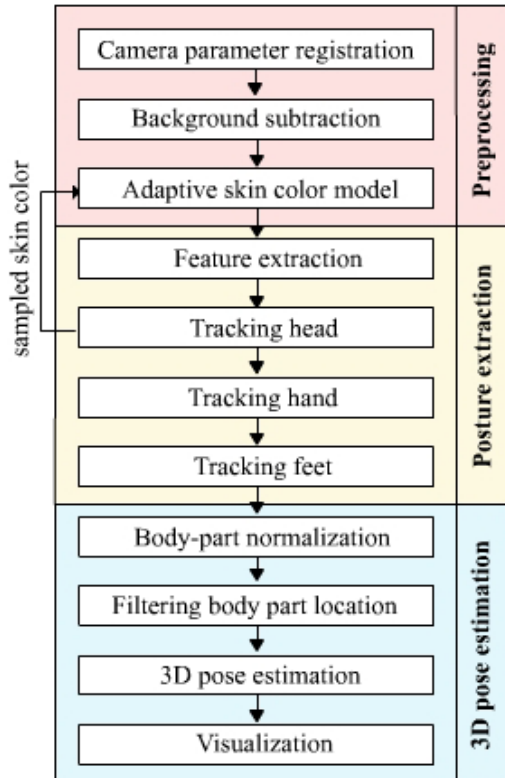 Camera parameter registration
Background subtraction
Adaptive skin color model
Preprocessing
sampled skin color
Feature extraction
Tracking head
Tracking hand
Tracking feet
Posture extraction
Body-part normalization
Filtering body part location
3D pose estimation
Visualization
3D pose estimation